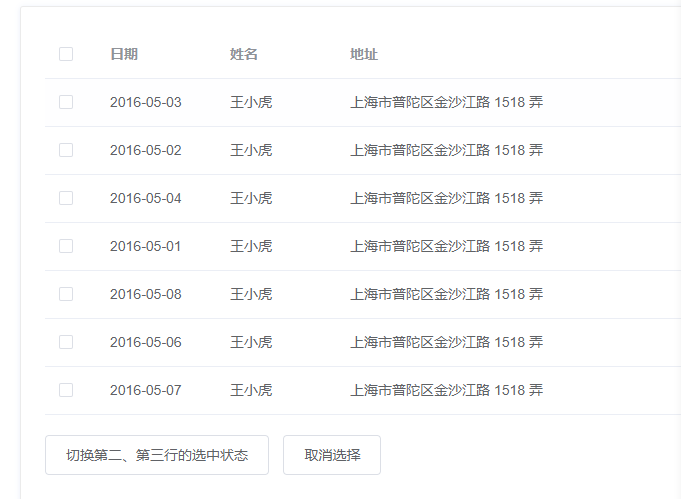 日期 姓名 地址
2016-05-03 王小虎 上海市普陀区金沙江路 1518 弄
2016-05-02 王小虎 上海市普陀区金沙江路 1518 弄
2016-05-04 王小虎 上海市普陀区金沙江路 1518 弄
2016-05-01 王小虎 上海市普陀区金沙江路 1518 弄
2016-05-08 王小虎 上海市普陀区金沙江路 1518 弄
2016-05-06 王小虎 上海市普陀区金沙江路 1518 弄
2016-05-07 王小虎 上海市普陀区金沙江路 1518 弄
切换第二、第三行的选中状态 取消选择